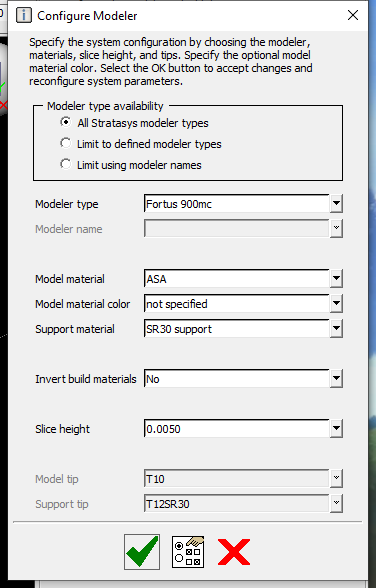 Configure Modeler
Specify the system configuration by choosing the modeler,
materials, slice height, and tips. Specify the optional model
material color. Select the OK button to accept changes and
reconfigure system parameters.
Modeler type availability
All Stratasys modeler types
Limit to defined modeler types
Limit using modeler names
Modeler type Fortus 900mc
Modeler name
Model material ASA
Model material color not specified
Support material SR30 support
Invert build materials No
Slice height 0.0050
Model tip T10
Support tip T12SR30